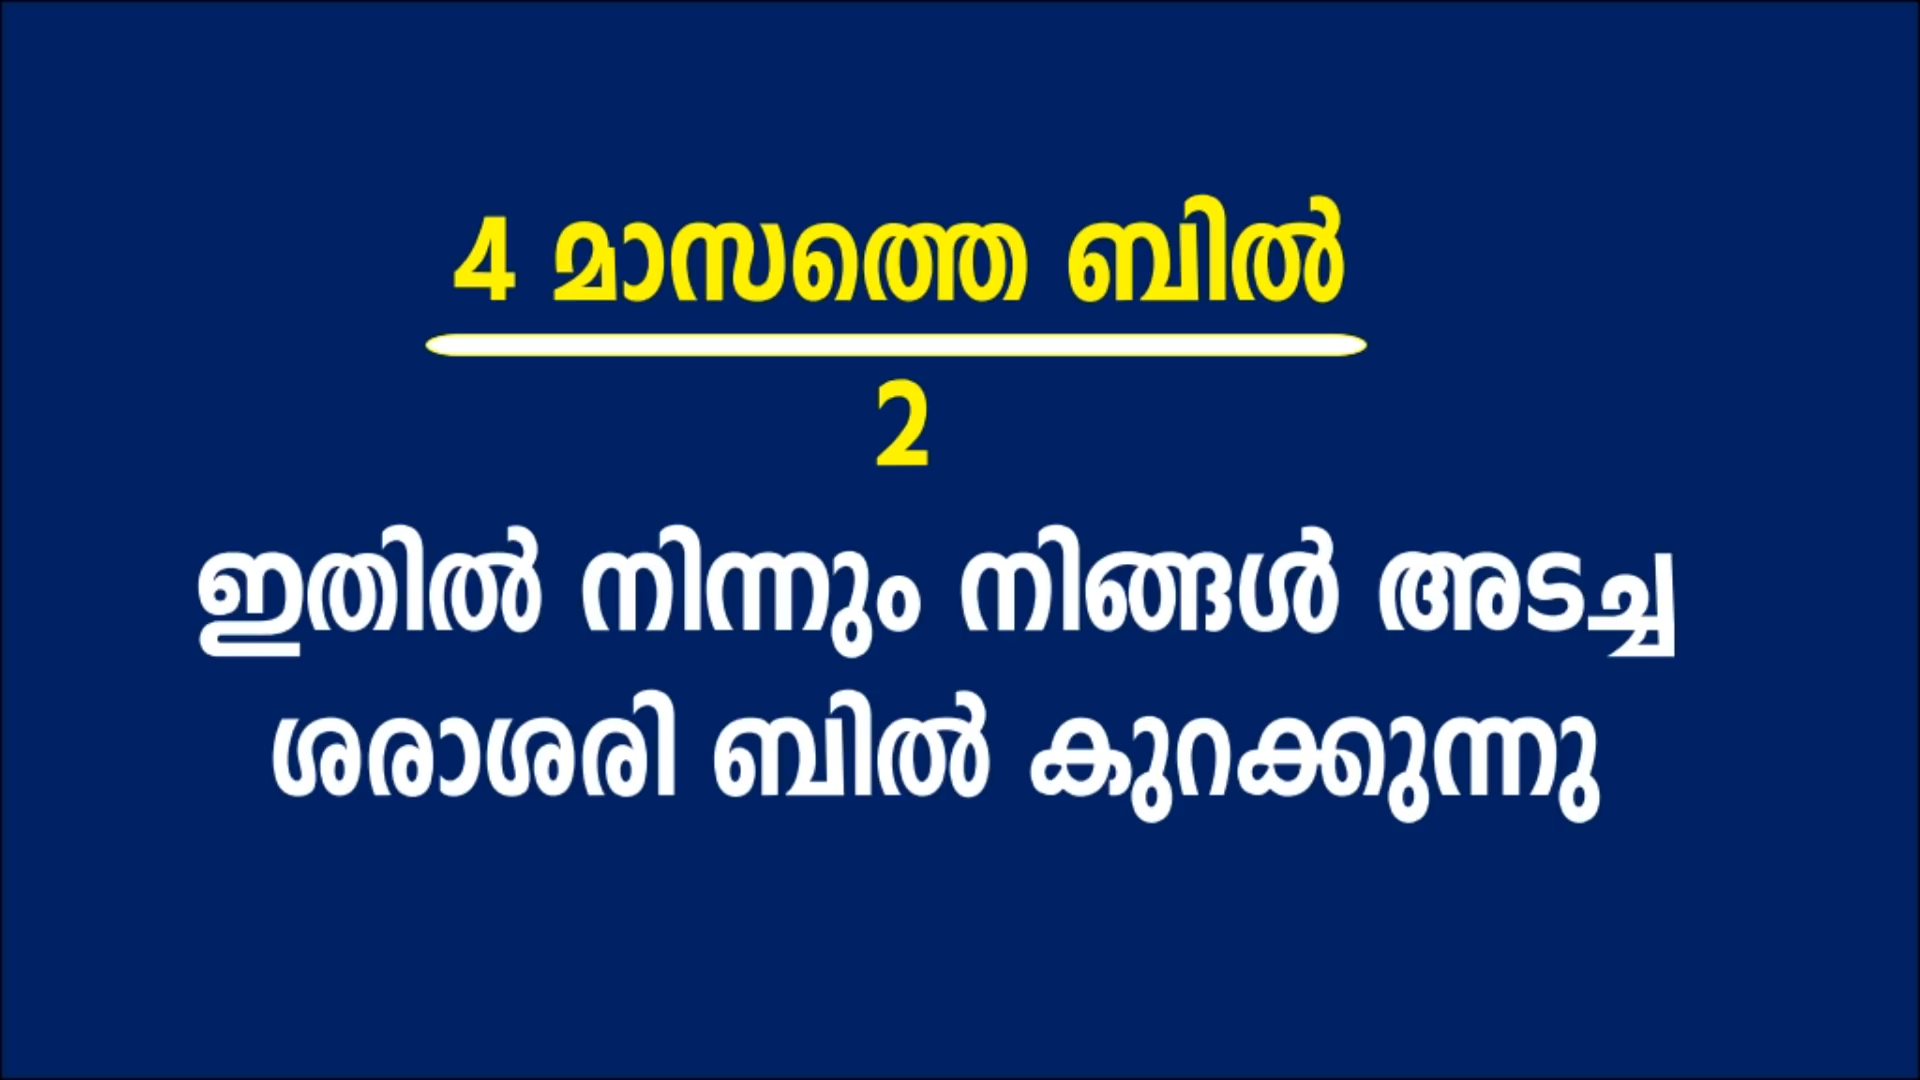 4 മാസത്തെ ബിൽ
2
ഇതിൽ നിന്നും നിങ്ങൾ അടച്ച
ശരാശരി ബിൽ കുറക്കുന്നു